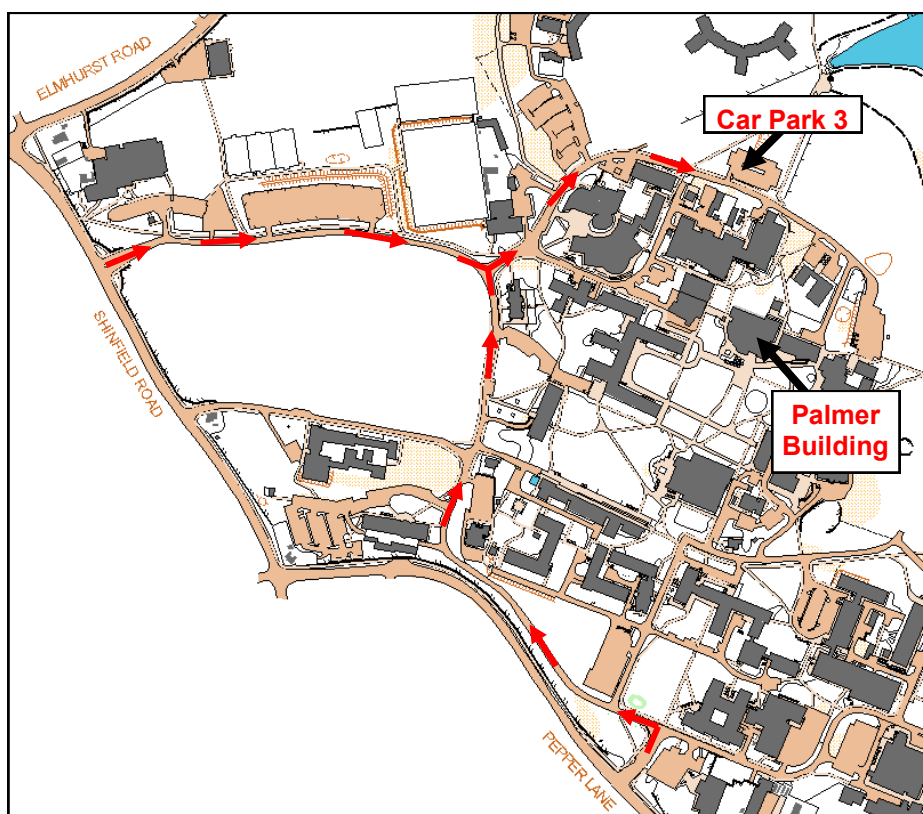 ELMHURST ROAD
Car Park 3
SHINFIELD ROAD
Palmer
Building
PEPPER LANE